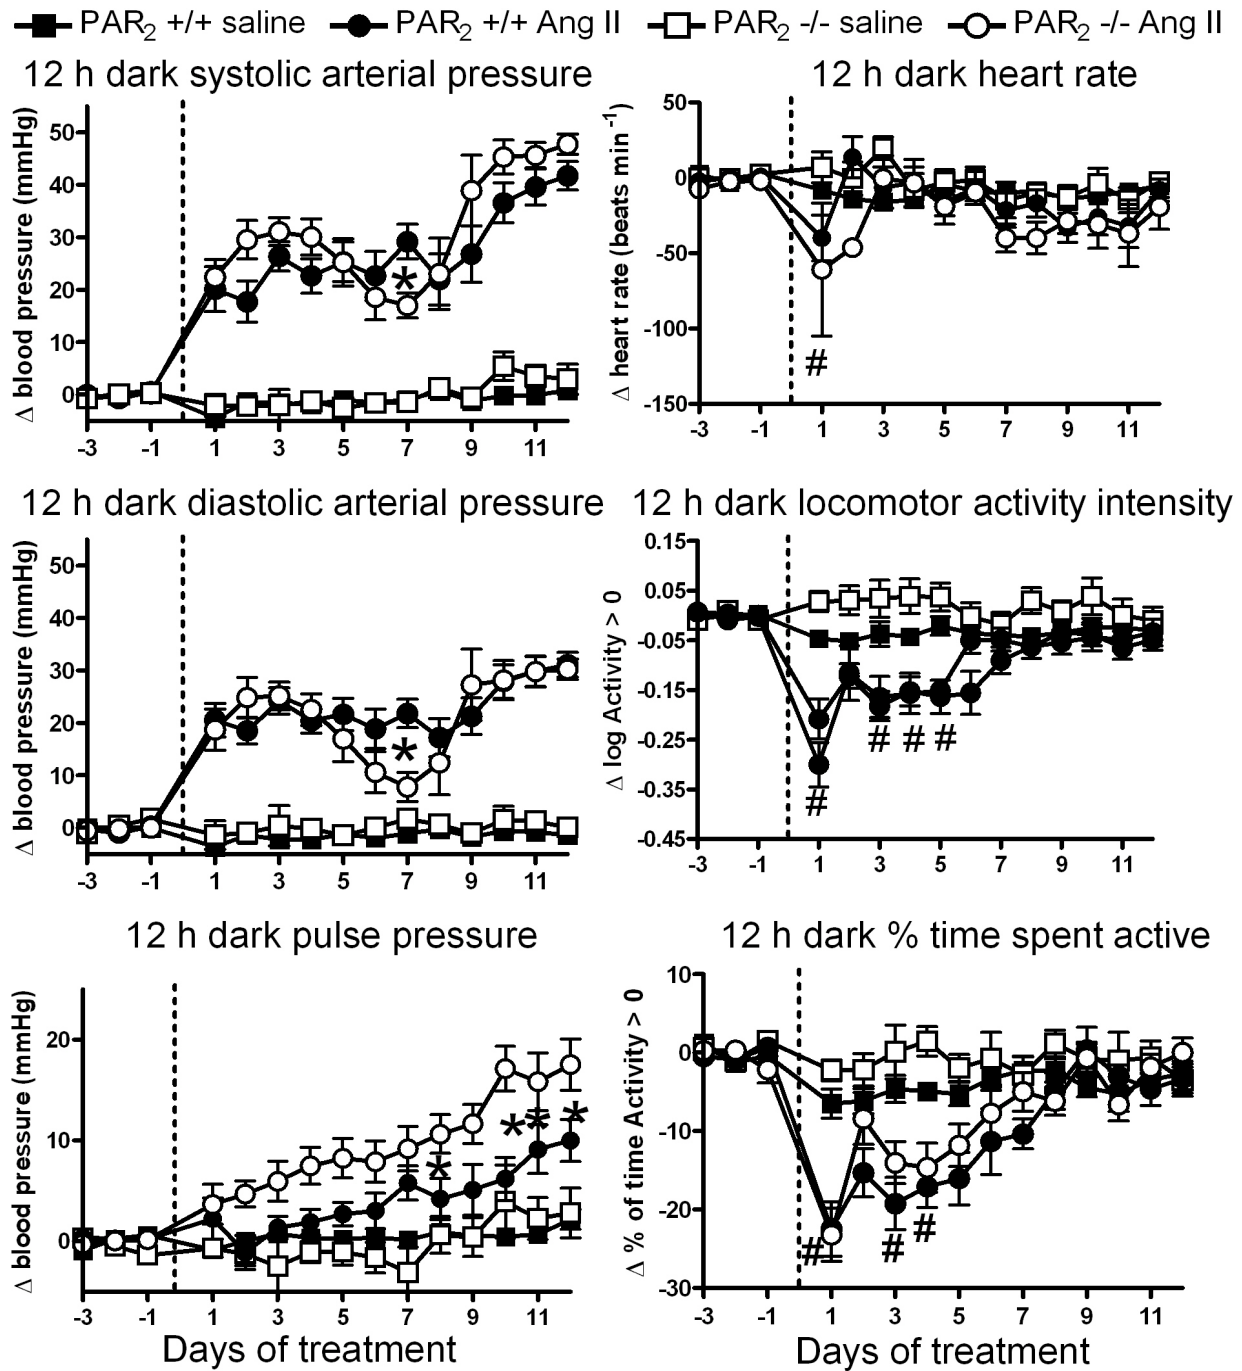 PAR2 +/+ saline PAR2 +/+ Ang II PAR2 -/- saline PAR2 -/- Ang II
12 h dark systolic arterial pressure
Δ blood pressure (mmHg)
50
40
30
20
10
0
*
-3 -1 1 3 5 7 9 11
12 h dark heart rate
Δ heart rate (beats min -1)
50
0
-50
-100
-150
#
-3 -1 1 3 5 7 9 11
12 h dark diastolic arterial pressure
Δ blood pressure (mmHg)
50
40
30
20
10
0
*
-3 -1 1 3 5 7 9 11
12 h dark locomotor activity intensity
Δ log Activity > 0
0.15
0.05
-0.05
-0.15
-0.25
-0.35
-0.45
# # # #
-3 -1 1 3 5 7 9 11
12 h dark pulse pressure
Δ blood pressure (mmHg)
20
10
0
* * * *
-3 -1 1 3 5 7 9 11
Days of treatment
12 h dark % time spent active
Δ % of time Activity > 0
10
0
-10
-20
-30
# # #
-3 -1 1 3 5 7 9 11
Days of treatment